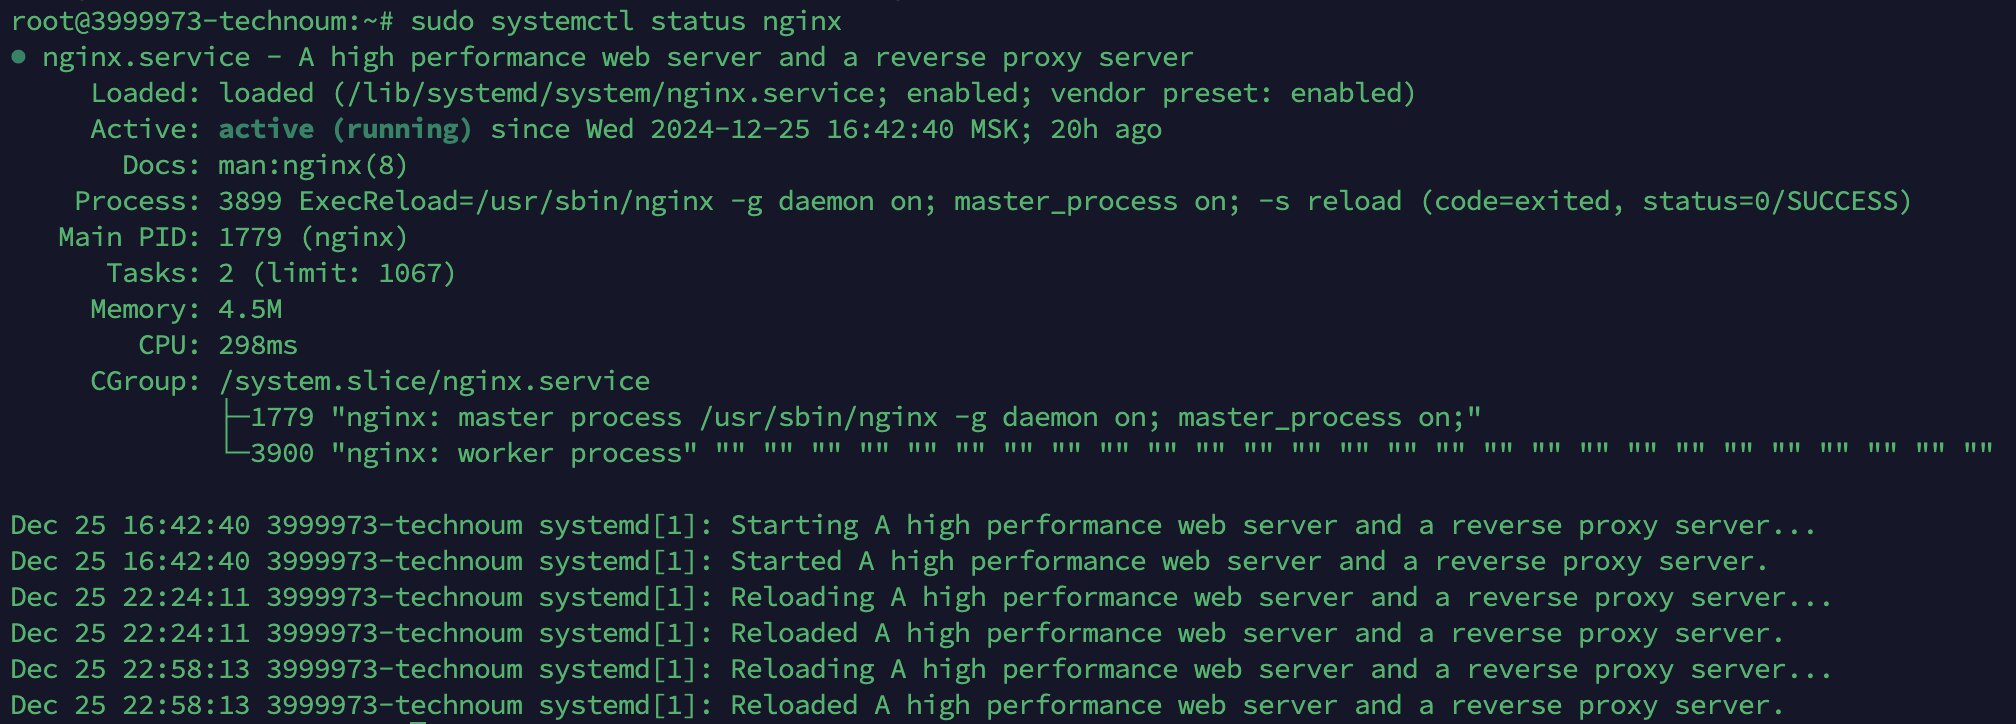 root@3999973-technoum:~# sudo systemctl status nginx
● nginx.service - A high performance web server and a reverse proxy server
     Loaded: loaded (/lib/systemd/system/nginx.service; enabled; vendor preset: enabled)
     Active: active (running) since Wed 2024-12-25 16:42:40 MSK; 20h ago
       Docs: man:nginx(8)
    Process: 3899 ExecReload=/usr/sbin/nginx -g daemon on; master_process on; -s reload (code=exited, status=0/SUCCESS)
   Main PID: 1779 (nginx)
      Tasks: 2 (limit: 1067)
     Memory: 4.5M
        CPU: 298ms
     CGroup: /system.slice/nginx.service
             ├─1779 "nginx: master process /usr/sbin/nginx -g daemon on; master_process on;"
             └─3900 "nginx: worker process" "" "" "" "" "" "" "" "" "" "" "" "" "" "" "" "" "" "" "" "" "" "" "" "" "" "" ""

Dec 25 16:42:40 3999973-technoum systemd[1]: Starting A high performance web server and a reverse proxy server...
Dec 25 16:42:40 3999973-technoum systemd[1]: Started A high performance web server and a reverse proxy server.
Dec 25 22:24:11 3999973-technoum systemd[1]: Reloading A high performance web server and a reverse proxy server...
Dec 25 22:24:11 3999973-technoum systemd[1]: Reloaded A high performance web server and a reverse proxy server.
Dec 25 22:58:13 3999973-technoum systemd[1]: Reloading A high performance web server and a reverse proxy server...
Dec 25 22:58:13 3999973-technoum systemd[1]: Reloaded A high performance web server and a reverse proxy server.